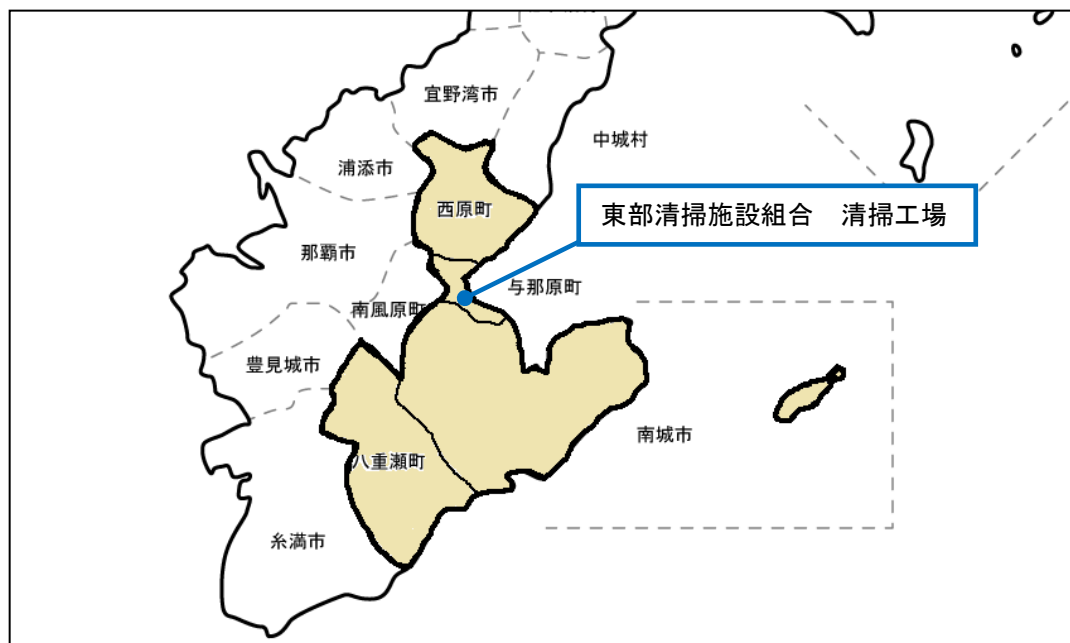 宜野湾市
中城村
浦添市
西原町
東部清掃施設組合　清掃工場
那覇市
与那原町
南風原町
豊見城市
南城市
八重瀬町
糸満市